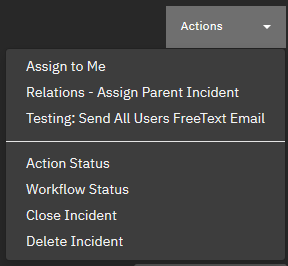 Actions
Assign to Me
Relations - Assign Parent Incident
Testing: Send All Users FreeText Email
Action Status
Workflow Status
Close Incident
Delete Incident